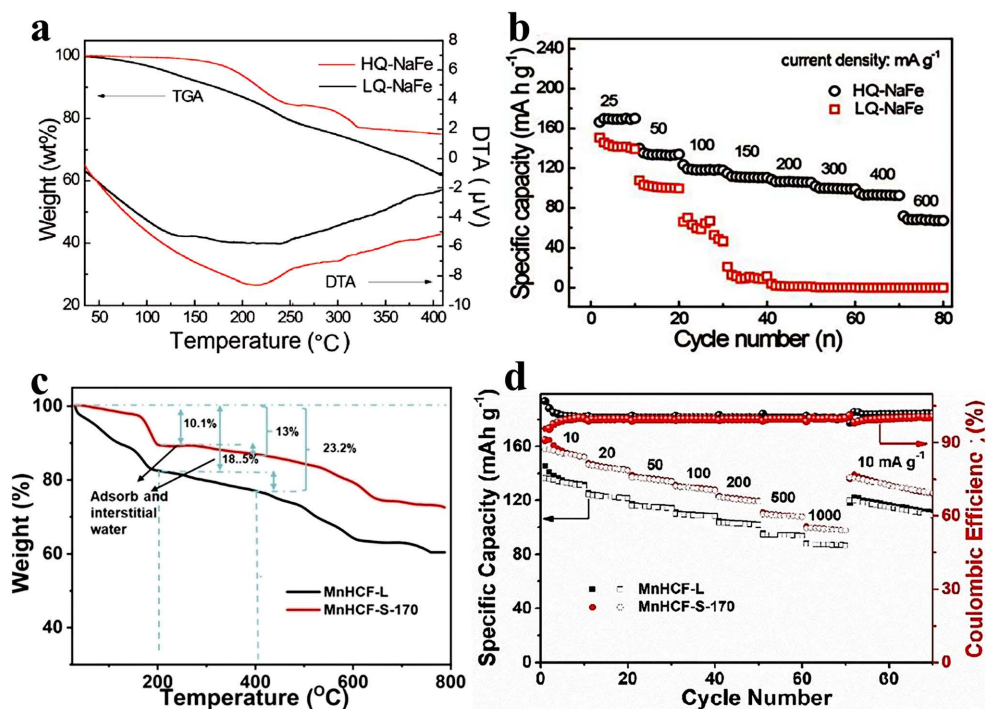 a
100
80
60
40
20
Weight (wt%)
8
6
4
2
0
-2
-4
-6
-8
-10
DTA ( μV)
HQ-NaFe
LQ-NaFe
TGA
DTA
50
100
150
200
250
300
350
400
Temperature (°C)
b
240
200
160
120
80
40
0
Specific capacity (mA h g-1)
current density: mA g-1
HQ-NaFe
LQ-NaFe
25
50
100
150
200
300
400
600
0
20
40
60
80
Cycle number (n)
c
100
80
60
40
Weight (%)
10.1%
13%
18..5%
23.2%
Adsorb and
interstitial
water
MnHCF-L
MnHCF-S-170
200
400
600
800
Temperature (OC)
d
160
120
80
40
0
Specific Capacity (mAh g-1)
90
60
30
0
Coulombic Efficienc ; (%)
10
20
50
100
200
500
1000
10 mA g-1
MnHCF-L
MnHCF-S-170
0
20
40
60
80
Cycle Number